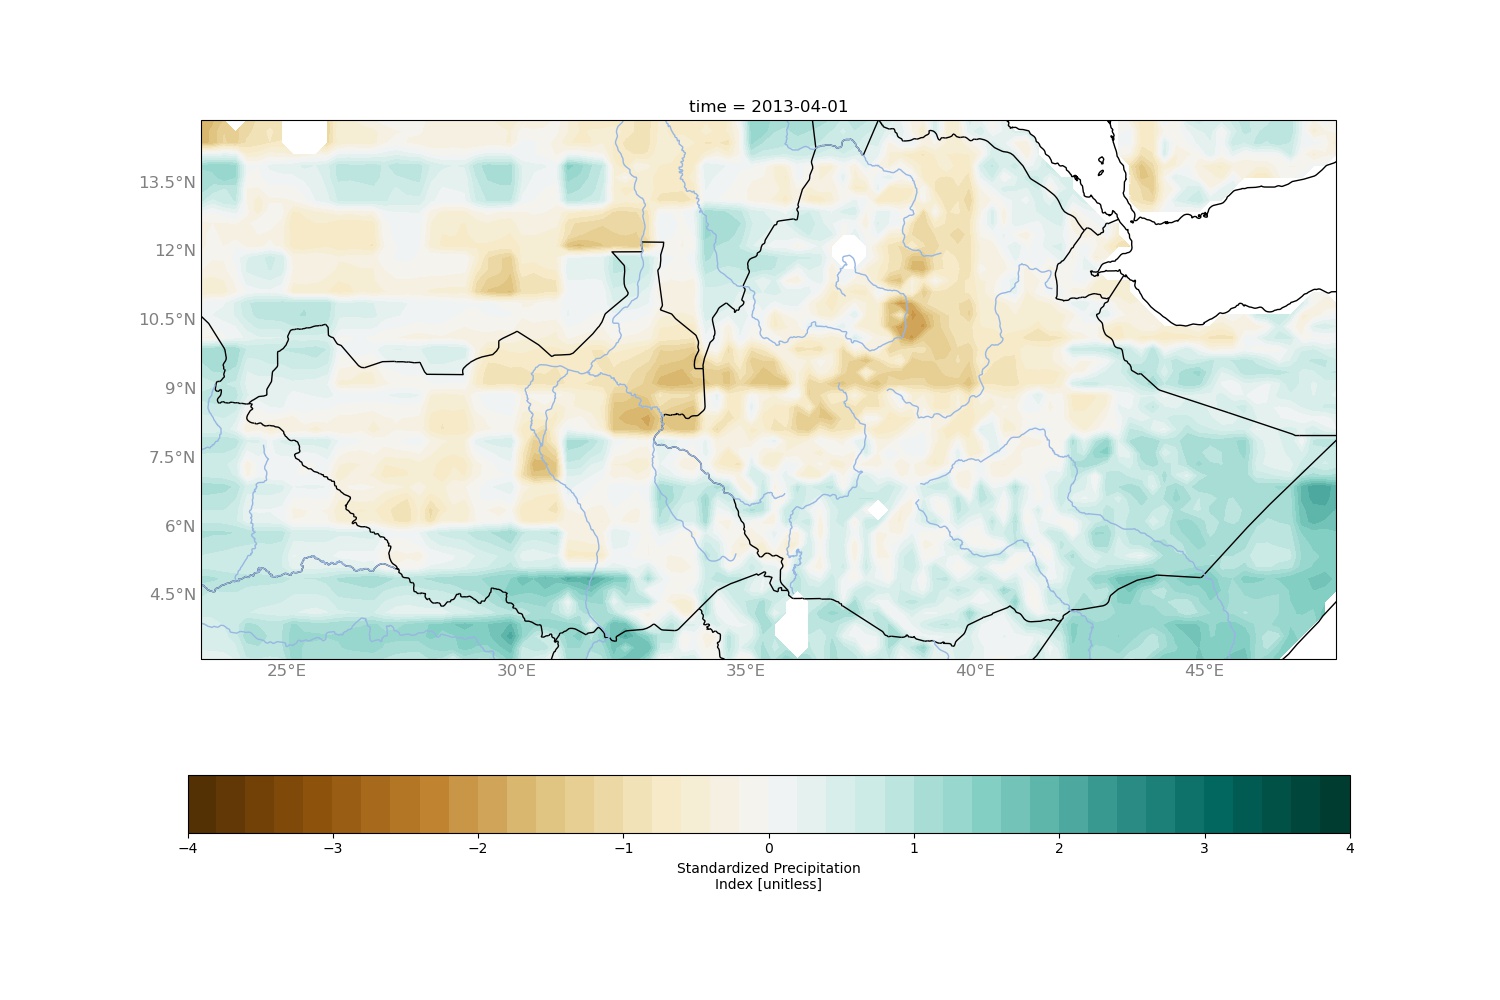 time = 2013-04-01
13.5°N
12°N
10.5°N
9°N
7.5°N
6°N
4.5°N
25°E 30°E 35°E 40°E 45°E
−4 −3 −2 −1 0 1 2 3 4
Standardized Precipitation
Index [unitless]